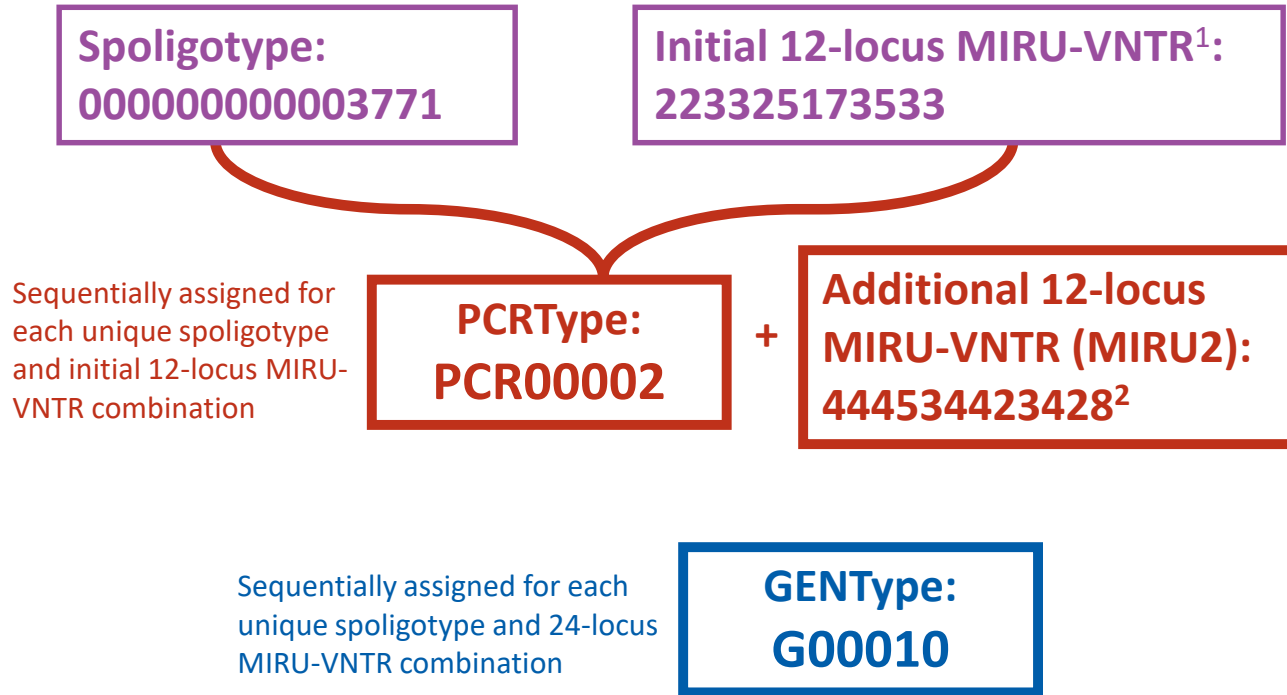 Spoligotype:
000000000003771
Initial 12-locus MIRU-VNTR¹:
223325173533
Sequentially assigned for
each unique spoligotype
and initial 12-locus MIRU-
VNTR combination
PCRType:
PCR00002
+
Additional 12-locus
MIRU-VNTR (MIRU2):
444534423428²
Sequentially assigned for each
unique spoligotype and 24-locus
MIRU-VNTR combination
GENType:
G00010